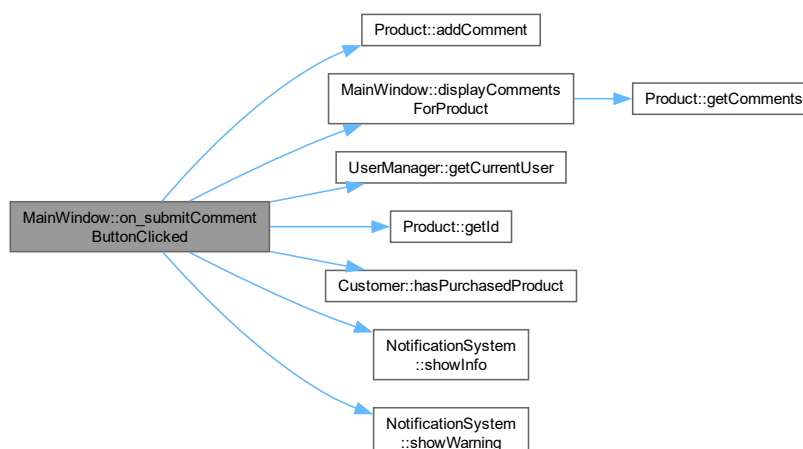 Product::addComment
MainWindow::displayComments
ForProduct
Product::getComments
UserManager::getCurrentUser
MainWindow::on_submitComment
ButtonClicked
Product::getId
Customer::hasPurchasedProduct
NotificationSystem
::showInfo
NotificationSystem
::showWarning